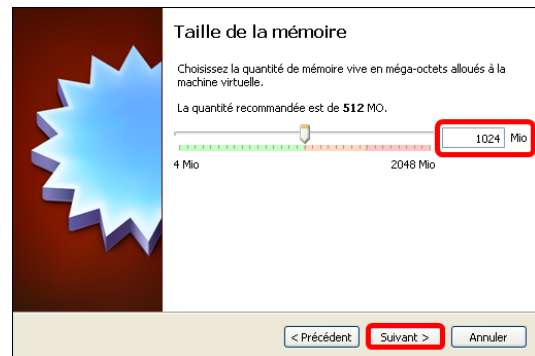 Taille de la mémoire
Choisissez la quantité de mémoire vive en méga-octets alloués à la
machine virtuelle.
La quantité recommandée est de 512 MO.
1024 Mio
4 Mio 2048 Mio
< Précédent Suivant > Annuler